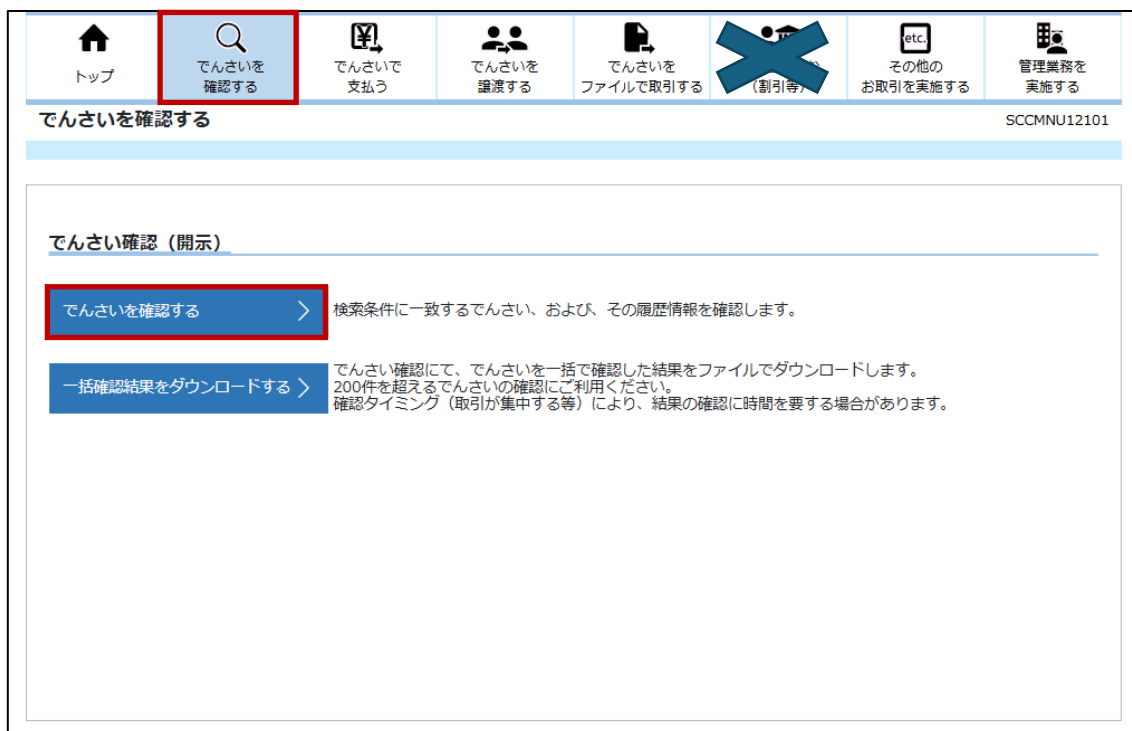 トップ
でんさいを
確認する
でんさいで
支払う
でんさいを
譲渡する
でんさいを
ファイルで取引する
(割引等)
etc.
その他の
お取引を実施する
管理業務を
実施する
でんさいを確認する
SCCMNU12101
でんさい確認（開示）
でんさいを確認する
検索条件に一致するでんさい、および、その履歴情報を確認します。
一括確認結果をダウンロードする
でんさい確認にて、でんさいを一括で確認した結果をファイルでダウンロードします。
200件を超えるでんさいの確認にご利用ください。
確認タイミング（取引が集中する等）により、結果の確認に時間を要する場合があります。